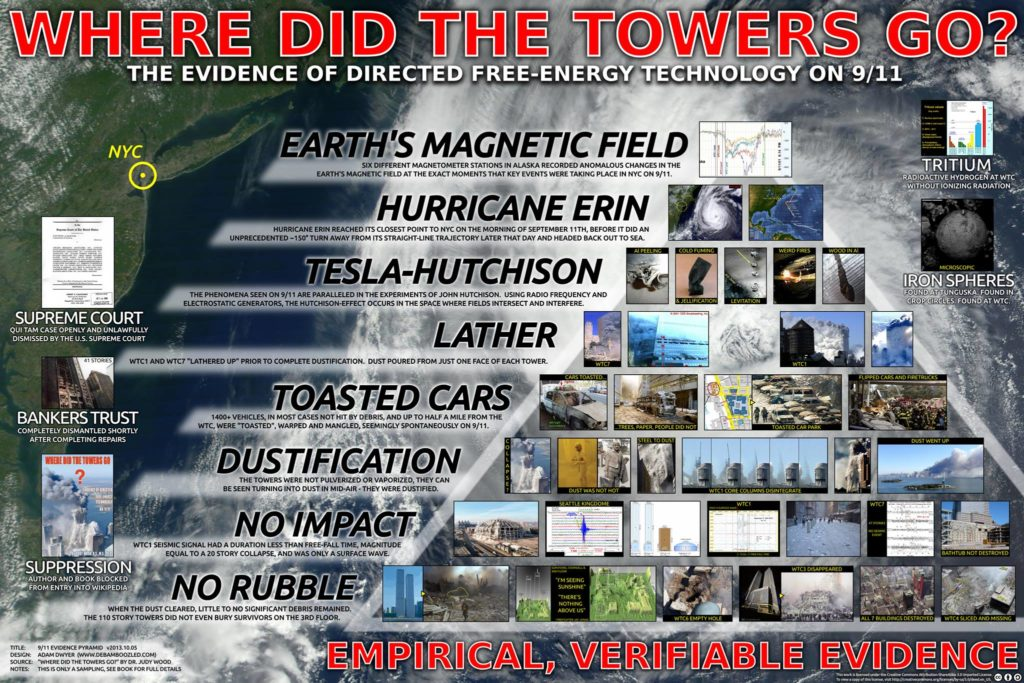 WHERE DID THE TOWERS GO?
THE EVIDENCE OF DIRECTED FREE-ENERGY TECHNOLOGY ON 9/11
NYC
EARTH'S MAGNETIC FIELD
SIX DIFFERENT MAGNETOMETER STATIONS IN ALASKA RECORDED ANOMALOUS CHANGES IN THE
EARTH'S MAGNETIC FIELD AT THE EXACT MOMENTS THAT KEY EVENTS WERE TAKING PLACE IN NYC ON 9/11.
TRITIUM
RADIOACTIVE HYDROGEN AT WTC
WITHOUT IONIZING RADIATION
HURRICANE ERIN
HURRICANE ERIN REACHED ITS CLOSEST POINT TO NYC ON THE MORNING OF SEPTEMBER 11TH, BEFORE IT DID AN
UNPRECEDENTED ~150° TURN AWAY FROM ITS STRAIGHT-LINE TRAJECTORY LATER THAT DAY AND HEADED BACK OUT TO SEA.
MICROSCOPIC
IRON SPHERES
FOUND AT TUNGUSKA. FOUND IN
CROP CIRCLES. FOUND AT WTC.
TESLA-HUTCHISON
THE PHENOMENA SEEN ON 9/11 ARE PARALLELED IN THE EXPERIMENTS OF JOHN HUTCHISON. USING RADIO FREQUENCY AND
ELECTROSTATIC GENERATORS, THE HUTCHISON-EFFECT OCCURS IN THE SPACE WHERE FIELDS INTERSECT AND INTERFERE.
Al PEELING
COLD FUMING
& JELLIFICATION
LEVITATION
WEIRD FIRES
WOOD IN Al
SUPREME COURT
QUI TAM CASE OPENLY AND UNLAWFULLY
DISMISSED BY THE U.S. SUPREME COURT
LATHER
WTC1 AND WTC7 "LATHERED UP" PRIOR TO COMPLETE DUSTIFICATION. DUST POURED FROM JUST ONE FACE OF EACH TOWER.
WTC7
WTC1
41 STORIES
BANKERS TRUST
COMPLETELY DISMANTLED SHORTLY
AFTER COMPLETING REPAIRS
TOASTED CARS
1400+ VEHICLES, IN MOST CASES NOT HIT BY DEBRIS, AND UP TO HALF A MILE FROM THE
WTC, WERE "TOASTED", WARPED AND MANGLED, SEEMINGLY SPONTANEOUSLY ON 9/11.
CARS TOASTED
TREES, PAPER, PEOPLE DID NOT
TOASTED CAR PARK
FLIPPED CARS AND FIRETRUCKS
DUSTIFICATION
THE TOWERS WERE NOT PULVERIZED OR VAPORIZED, THEY CAN
BE SEEN TURNING INTO DUST IN MID-AIR - THEY WERE DUSTIFIED.
COLLAPSE?
DUST WAS NOT HOT
STEEL TO DUST
WTC1 CORE COLUMNS DISINTEGRATE
DUST WENT UP
WHERE DID THE TOWERS GO
?
SUPPRESSION
AUTHOR AND BOOK BLOCKED
FROM ENTRY INTO WIKIPEDIA
NO IMPACT
WTC1 SEISMIC SIGNAL HAD A DURATION LESS THAN FREE-FALL TIME, MAGNITUDE
EQUAL TO A 20 STORY COLLAPSE, AND WAS ONLY A SURFACE WAVE.
SEATTLE KINGDOME
WTC1
WTC7
BATHTUB NOT DESTROYED
NO RUBBLE
WHEN THE DUST CLEARED, LITTLE TO NO SIGNIFICANT DEBRIS REMAINED.
THE 110 STORY TOWERS DID NOT EVEN BURY SURVIVORS ON THE 3RD FLOOR.
"I'M SEEING
SUNSHINE"
"THERE'S
NOTHING
ABOVE US"
WTC6 EMPTY HOLE
WTC3 DISAPPEARED
ALL 7 BUILDINGS DESTROYED
WTC4 SLICED AND MISSING
TITLE: 9/11 EVIDENCE PYRAMID v2013.10.05
DESIGN: ADAM DWYER (WWW.DEBAMBOOZLED.COM)
SOURCE: "WHERE DID THE TOWERS GO?" BY DR. JUDY WOOD.
NOTES: THIS IS ONLY A SAMPLING, SEE BOOK FOR FULL DETAILS
EMPIRICAL, VERIFIABLE EVIDENCE